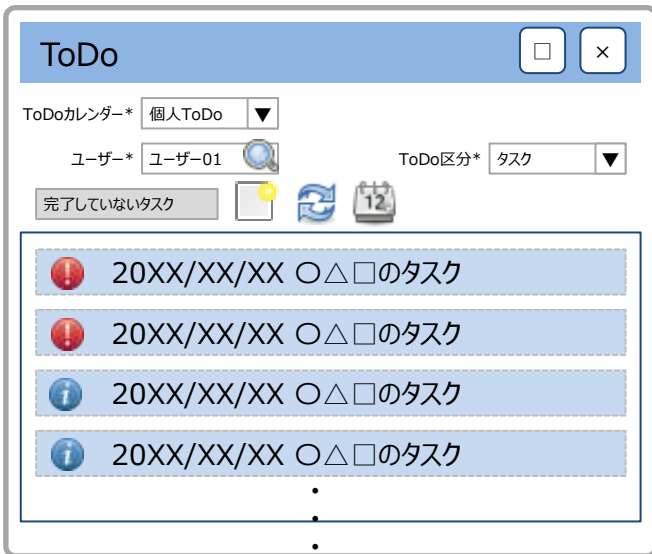 ToDo □ ×
ToDoカレンダー* 個人ToDo ▼
ユーザー* ユーザー01 ToDo区分* タスク ▼
完了していないタスク 12
20XX/XX/XX 〇△□のタスク
20XX/XX/XX 〇△□のタスク
20XX/XX/XX 〇△□のタスク
20XX/XX/XX 〇△□のタスク
・
・
・